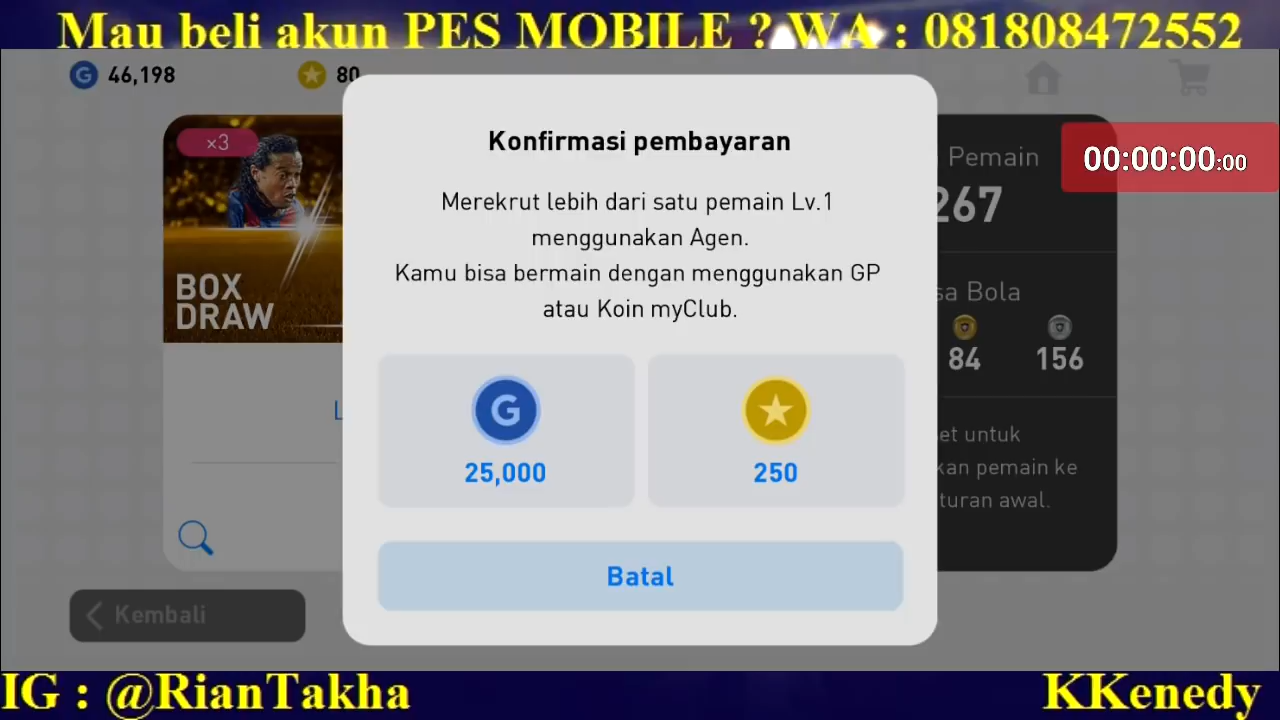 Mau beli akun PES MOBILE ? WA : 081808472552
46,198
80
Konfirmasi pembayaran
Merekrut lebih dari satu pemain Lv.1
menggunakan Agen.
Kamu bisa bermain dengan menggunakan GP
atau Koin myClub.
25,000
250
Batal
×3
BOX
DRAW
L
Kembali
Pemain
267
00:00:00:00
sa Bola
84
156
et untuk
kan pemain ke
turan awal.
IG : @RianTakha
KKenedy